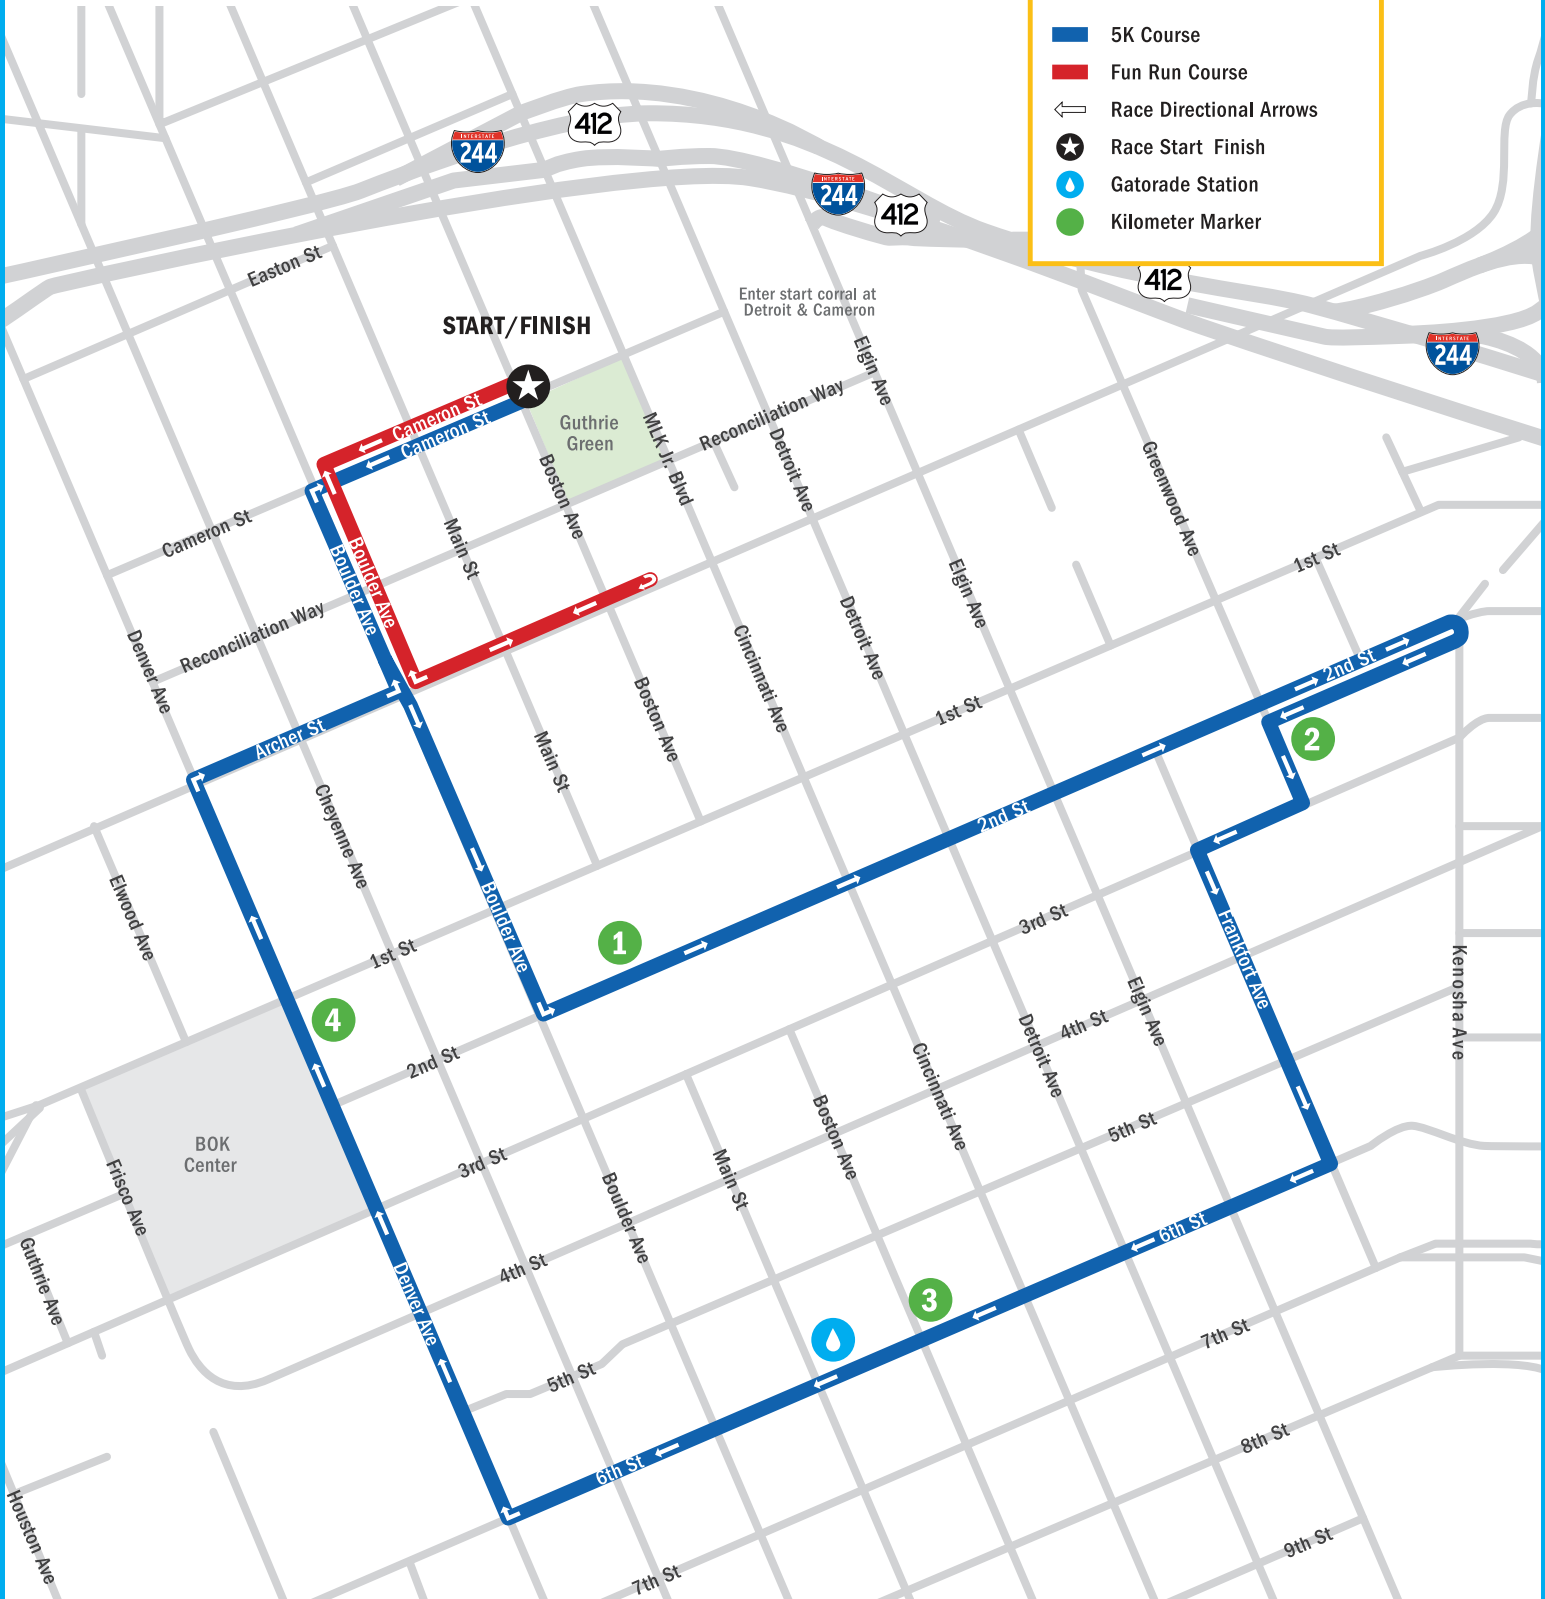 5K Course
Fun Run Course
Race Directional Arrows
Race Start Finish
Gatorade Station
Kilometer Marker
412
INTERSTATE
244
INTERSTATE
244
412
412
INTERSTATE
244
Easton St
Enter start corral at
Detroit & Cameron
START/FINISH
Elgin Ave
Cameron St
Cameron St
Guthrie
Green
MLK Jr. Blvd
Reconciliation Way
Detroit Ave
Boston Ave
Greenwood Ave
Cameron St
Main St
Boulder Ave
Boulder Ave
1st St
Elgin Ave
Reconciliation Way
Denver Ave
Detroit Ave
Cincinnati Ave
2nd St
Boston Ave
1st St
Archer St
Main St
2
Cheyenne Ave
2nd St
Elwood Ave
Boulder Ave
1
3rd St
Frankfort Ave
1st St
Kenosha Ave
4
2nd St
Elgin Ave
4th St
Detroit Ave
Cincinnati Ave
BOK
Center
5th St
3rd St
Boston Ave
Main St
Frisco Ave
Boulder Ave
6th St
Guthrie Ave
4th St
Denver Ave
3
7th St
5th St
8th St
6th St
Houston Ave
9th St
7th St